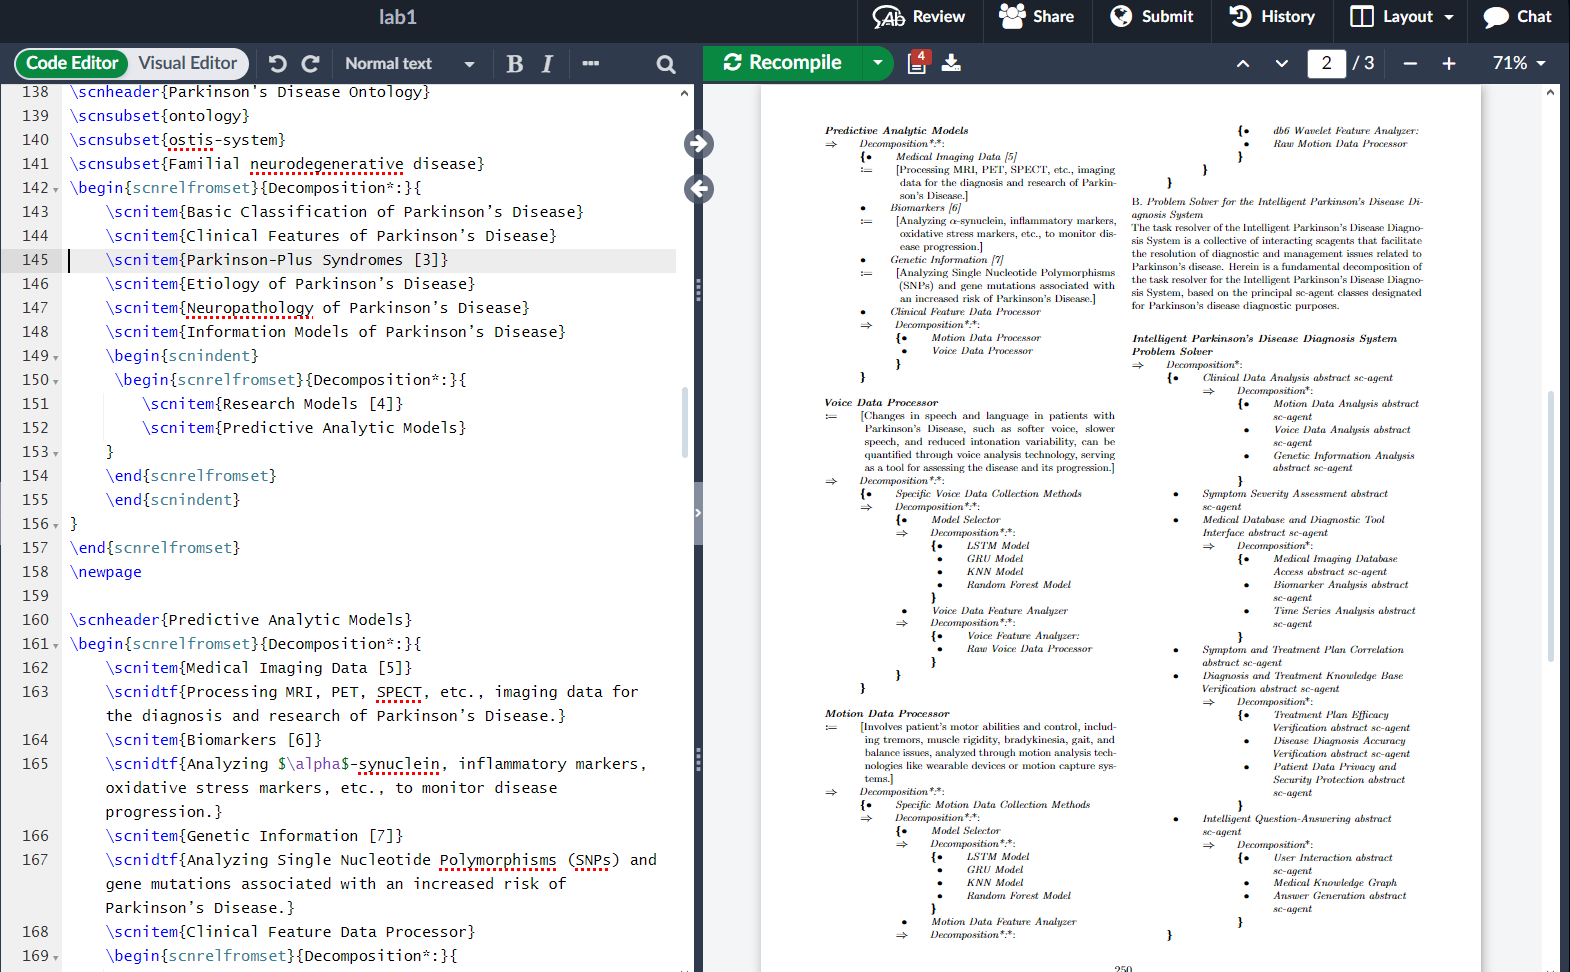 lab1
Review
Share
Submit
History
Layout
Chat
Code Editor
Visual Editor
Normal text
B I
Recompile
4
2 / 3
71%
138 \scnheader{Parkinson's Disease Ontology}
139 \scnsubset{ontology}
140 \scnsubset{ostis-system}
141 \scnsubset{Familial neurodegenerative disease}
142 \begin{scnrelfromset}{Decomposition*:}{
143 \scnitem{Basic Classification of Parkinson's Disease}
144 \scnitem{Clinical Features of Parkinson's Disease}
145 \scnitem{Parkinson-Plus Syndromes [3]}
146 \scnitem{Etiology of Parkinson's Disease}
147 \scnitem{Neuropathology of Parkinson's Disease}
148 \scnitem{Information Models of Parkinson's Disease}
149 \begin{scnindent}
150 \begin{scnrelfromset}{Decomposition*:}{
151 \scnitem{Research Models [4]}
152 \scnitem{Predictive Analytic Models}
153 }
154 \end{scnrelfromset}
155 \end{scnindent}
156 }
157 \end{scnrelfromset}
158 \newpage
159
160 \scnheader{Predictive Analytic Models}
161 \begin{scnrelfromset}{Decomposition*:}{
162 \scnitem{Medical Imaging Data [5]}
163 \scnidtf{Processing MRI, PET, SPECT, etc., imaging data for
the diagnosis and research of Parkinson's Disease.}
164 \scnitem{Biomarkers [6]}
165 \scnidtf{Analyzing $\alpha$-synuclein, inflammatory markers,
oxidative stress markers, etc., to monitor disease
progression.}
166 \scnitem{Genetic Information [7]}
167 \scnidtf{Analyzing Single Nucleotide Polymorphisms (SNPs) and
gene mutations associated with an increased risk of
Parkinson's Disease.}
168 \scnitem{Clinical Feature Data Processor}
169 \begin{scnrelfromset}{Decomposition*:}{
Predictive Analytic Models
⇒ Decomposition*:*:
{• Medical Imaging Data [5]
:= [Processing MRI, PET, SPECT, etc., imaging
data for the diagnosis and research of Parkin-
son's Disease.]
• Biomarkers [6]
:= [Analyzing α-synuclein, inflammatory markers,
oxidative stress markers, etc., to monitor dis-
ease progression.]
• Genetic Information [7]
:= [Analyzing Single Nucleotide Polymorphisms
(SNPs) and gene mutations associated with
an increased risk of Parkinson's Disease.]
• Clinical Feature Data Processor
⇒ Decomposition*:*:
{• Motion Data Processor
• Voice Data Processor
}
}
Voice Data Processor
:= [Changes in speech and language in patients with
Parkinson's Disease, such as softer voice, slower
speech, and reduced intonation variability, can be
quantified through voice analysis technology, serving
as a tool for assessing the disease and its progression.]
⇒ Decomposition*:*:
{• Specific Voice Data Collection Methods
⇒ Decomposition*:*:
{• Model Selector
⇒ Decomposition*:*:
{• LSTM Model
• GRU Model
• KNN Model
• Random Forest Model
}
• Voice Data Feature Analyzer
⇒ Decomposition*:*:
{• Voice Feature Analyzer:
• Raw Voice Data Processor
}
}
}
Motion Data Processor
:= [Involves patient's motor abilities and control, includ-
ing tremors, muscle rigidity, bradykinesia, gait, and
balance issues, analyzed through motion analysis tech-
nologies like wearable devices or motion capture sys-
tems.]
⇒ Decomposition*:*:
{• Specific Motion Data Collection Methods
⇒ Decomposition*:*:
{• Model Selector
⇒ Decomposition*:*:
{• LSTM Model
• GRU Model
• KNN Model
• Random Forest Model
}
• Motion Data Feature Analyzer
⇒ Decomposition*:*:
{• db6 Wavelet Feature Analyzer:
• Raw Motion Data Processor
}
}
}
B. Problem Solver for the Intelligent Parkinson's Disease Di-
agnosis System
The task resolver of the Intelligent Parkinson's Disease Diagno-
sis System is a collective of interacting scagents that facilitate
the resolution of diagnostic and management issues related to
Parkinson's disease. Herein is a fundamental decomposition of
the task resolver for the Intelligent Parkinson's Disease Diagno-
sis System, based on the principal sc-agent classes designated
for Parkinson's disease diagnostic purposes.
Intelligent Parkinson's Disease Diagnosis System
Problem Solver
⇒ Decomposition*:
{• Clinical Data Analysis abstract sc-agent
⇒ Decomposition*:
{• Motion Data Analysis abstract
sc-agent
• Voice Data Analysis abstract
sc-agent
• Genetic Information Analysis
abstract sc-agent
}
• Symptom Severity Assessment abstract
sc-agent
• Medical Database and Diagnostic Tool
Interface abstract sc-agent
⇒ Decomposition*:
{• Medical Imaging Database
Access abstract sc-agent
• Biomarker Analysis abstract
sc-agent
• Time Series Analysis abstract
sc-agent
}
• Symptom and Treatment Plan Correlation
abstract sc-agent
• Diagnosis and Treatment Knowledge Base
Verification abstract sc-agent
⇒ Decomposition*:
{• Treatment Plan Efficacy
Verification abstract sc-agent
• Disease Diagnosis Accuracy
Verification abstract sc-agent
• Patient Data Privacy and
Security Protection abstract
sc-agent
}
• Intelligent Question-Answering abstract
sc-agent
⇒ Decomposition*:
{• User Interaction abstract
sc-agent
• Medical Knowledge Graph
• Answer Generation abstract
sc-agent
}
}
250